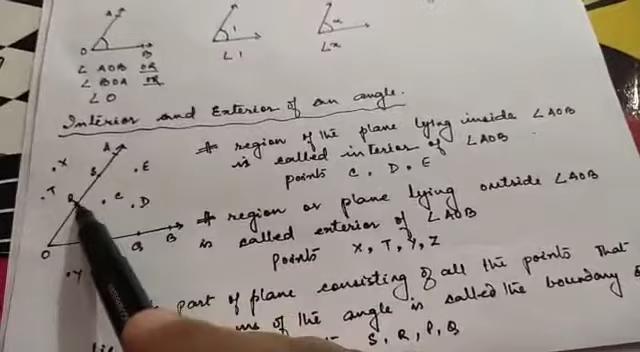 A
O
B
1
x
∠ AOB OR
∠ BOA OR
∠ O
∠ 1
∠ x
Interior and Exterior of an angle.
A
X
S
E
T
R
C
D
O
Q
B
Y
* region of the plane lying inside ∠ AOB
is called interior of ∠AOB
points C, D, E
* region or plane lying outside ∠AOB
is called exterior of ∠AOB
points X, T, Y, Z
part of plane consisting of all the points that
of the angle is called the boundary
S, R, P, Q